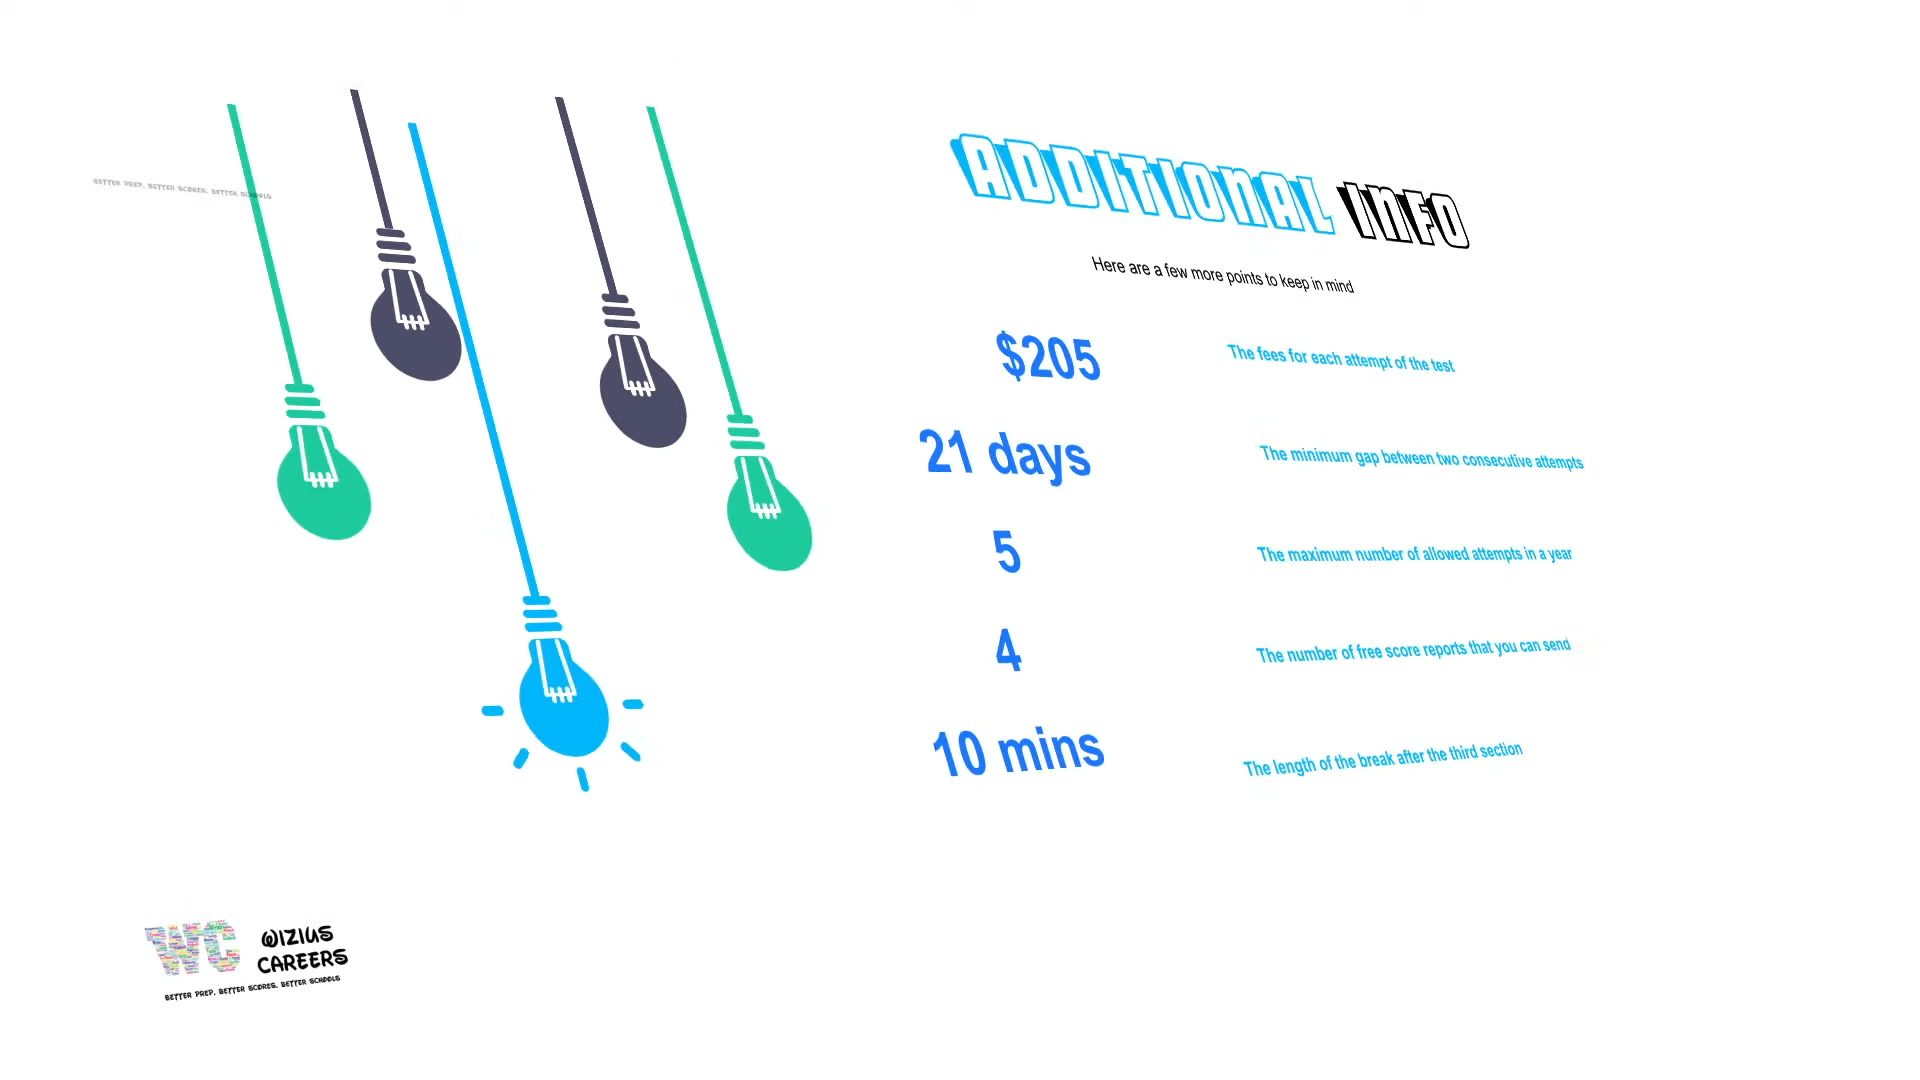 BETTER PREP. BETTER SCORES. BETTER SCHOOLS
ADDITIONAL INFO
Here are a few more points to keep in mind
$205 The fees for each attempt of the test
21 days The minimum gap between two consecutive attempts
5 The maximum number of allowed attempts in a year
4 The number of free score reports that you can send
10 mins The length of the break after the third section
WC
WIZIUS
CAREERS
BETTER PREP. BETTER SCORES. BETTER SCHOOLS